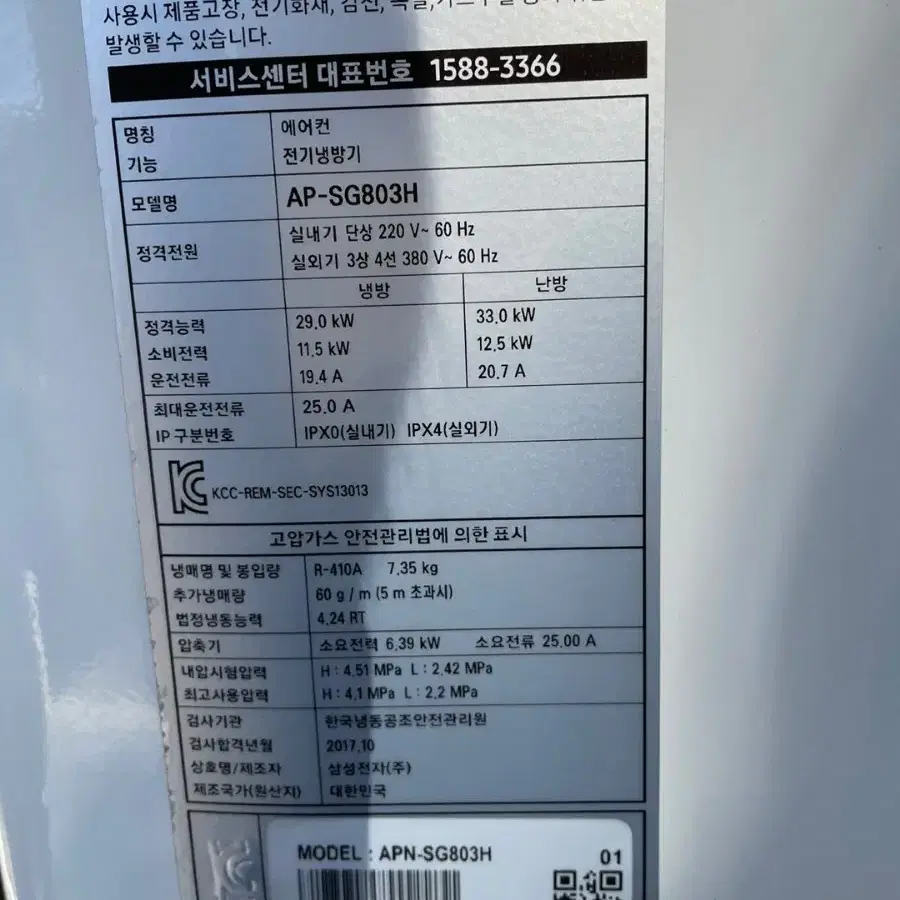 사용시 제품고장, 전기화재, 감전,
발생할 수 있습니다.
서비스센터 대표번호 1588-3366
명칭 에어컨
기능 전기냉방기
모델명 AP-SG803H
정격전원 실내기 단상 220 V~ 60 Hz
실외기 3상 4선 380 V~ 60 Hz
냉방 난방
정격능력 29.0 kW 33.0 kW
소비전력 11.5 kW 12.5 kW
운전전류 19.4 A 20.7 A
최대운전전류 25.0 A
IP 구분번호 IPX0(실내기) IPX4(실외기)
KCC-REM-SEC-SYS13013
고압가스 안전관리법에 의한 표시
냉매명 및 봉입량 R-410A 7.35 kg
추가냉매량 60 g / m (5 m 초과시)
법정냉동능력 4.24 RT
압축기 소요전력 6.39 kW 소요전류 25.00 A
내압시험압력 H : 4.51 MPa L : 2.42 MPa
최고사용압력 H : 4.1 MPa L : 2.2 MPa
검사기관 한국냉동공조안전관리원
검사합격년월 2017.10
상호명/제조자 삼성전자(주)
제조국가(원산지) 대한민국
MODEL : APN-SG803H 01